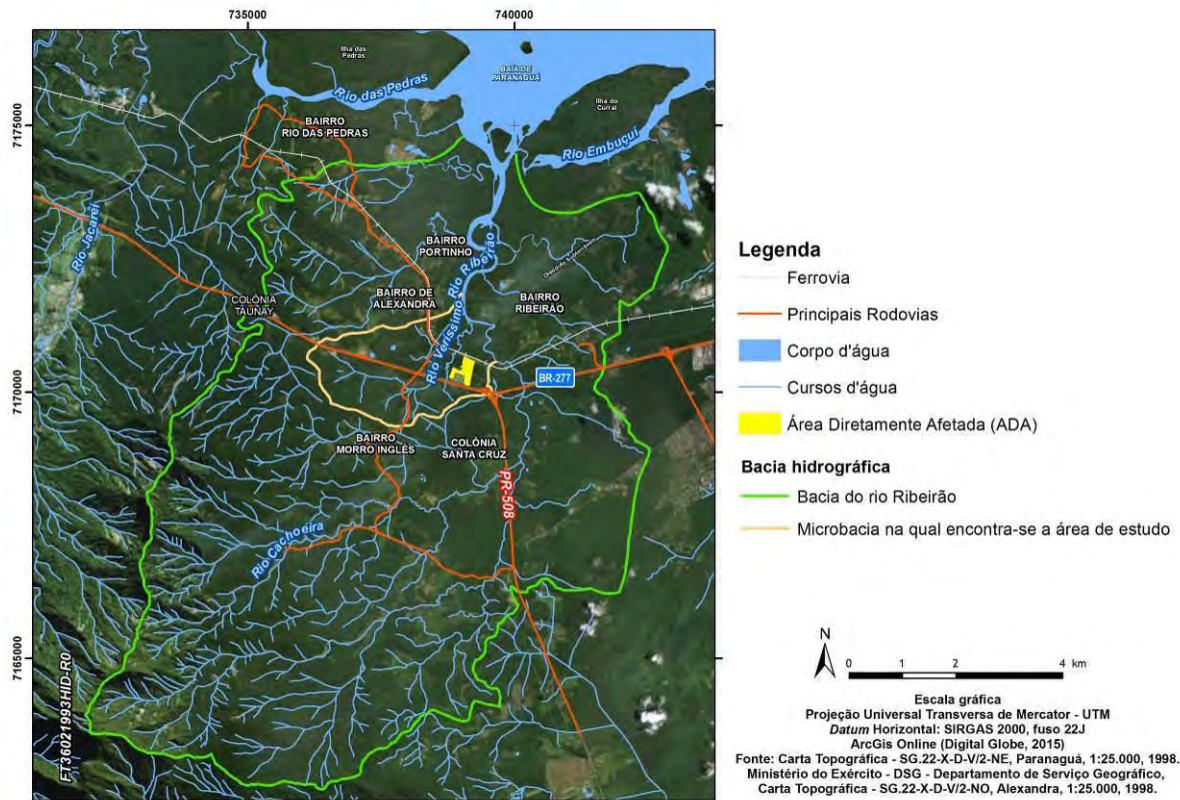 735000
740000
7175000
7170000
7165000
Ilha das
Pedras
BAÍA DE
PARANAGUÁ
Rio das Pedras
Ilha do
Curral
BAIRRO
RIO DAS PEDRAS
Rio Embuçuí
Rio Jacareí
BAIRRO
PORTINHO
Rio Ribeirão
BAIRRO DE
ALEXANDRA
BAIRRO
RIBEIRÃO
COLÔNIA
TAUNAY
Rio Veríssimo
BR-277
BAIRRO
MORRO INGLÊS
COLÔNIA
SANTA CRUZ
PR-508
Rio Cachoeira
FT36021993HID-R0
Legenda
Ferrovia
Principais Rodovias
Corpo d'água
Cursos d'água
Área Diretamente Afetada (ADA)
Bacia hidrográfica
Bacia do rio Ribeirão
Microbacia na qual encontra-se a área de estudo
N
0 1 2 4 km
Escala gráfica
Projeção Universal Transversa de Mercator - UTM
Datum Horizontal: SIRGAS 2000, fuso 22J
ArcGis Online (Digital Globe, 2015)
Fonte: Carta Topográfica - SG.22-X-D-V/2-NE, Paranaguá, 1:25.000, 1998.
Ministério do Exército - DSG - Departamento de Serviço Geográfico,
Carta Topográfica - SG.22-X-D-V/2-NO, Alexandra, 1:25.000, 1998.